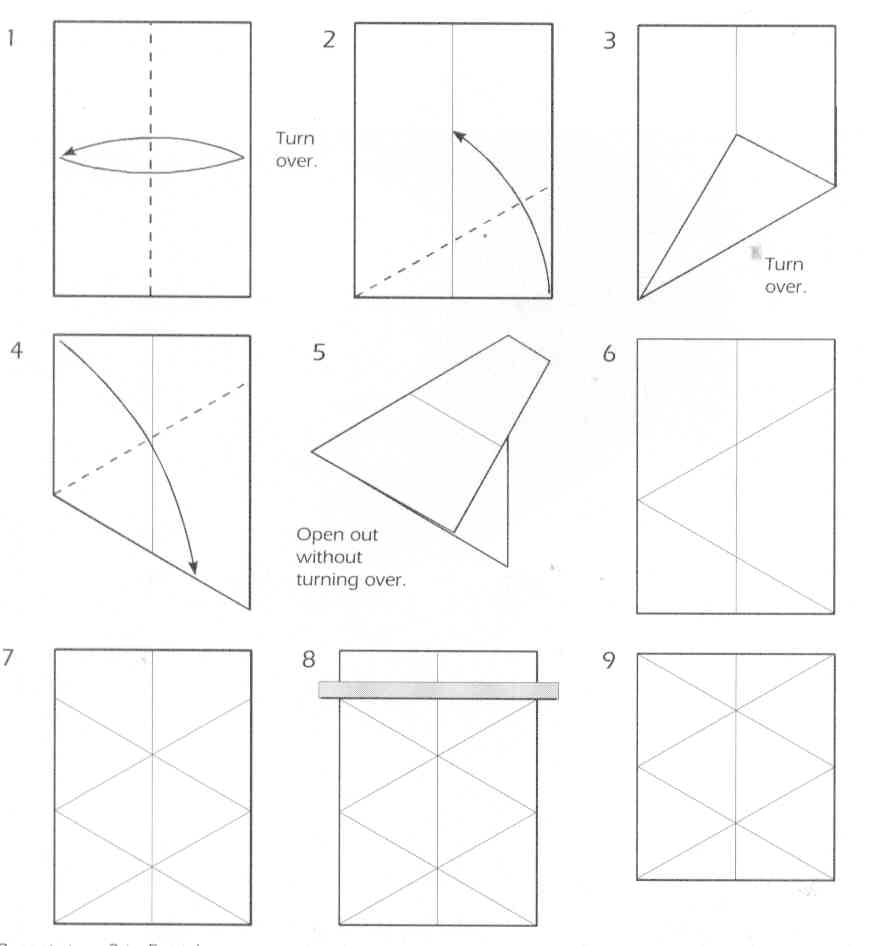 1
2
3
Turn
over.
Turn
over.
4
5
6
Open out
without
turning over.
7
8
9